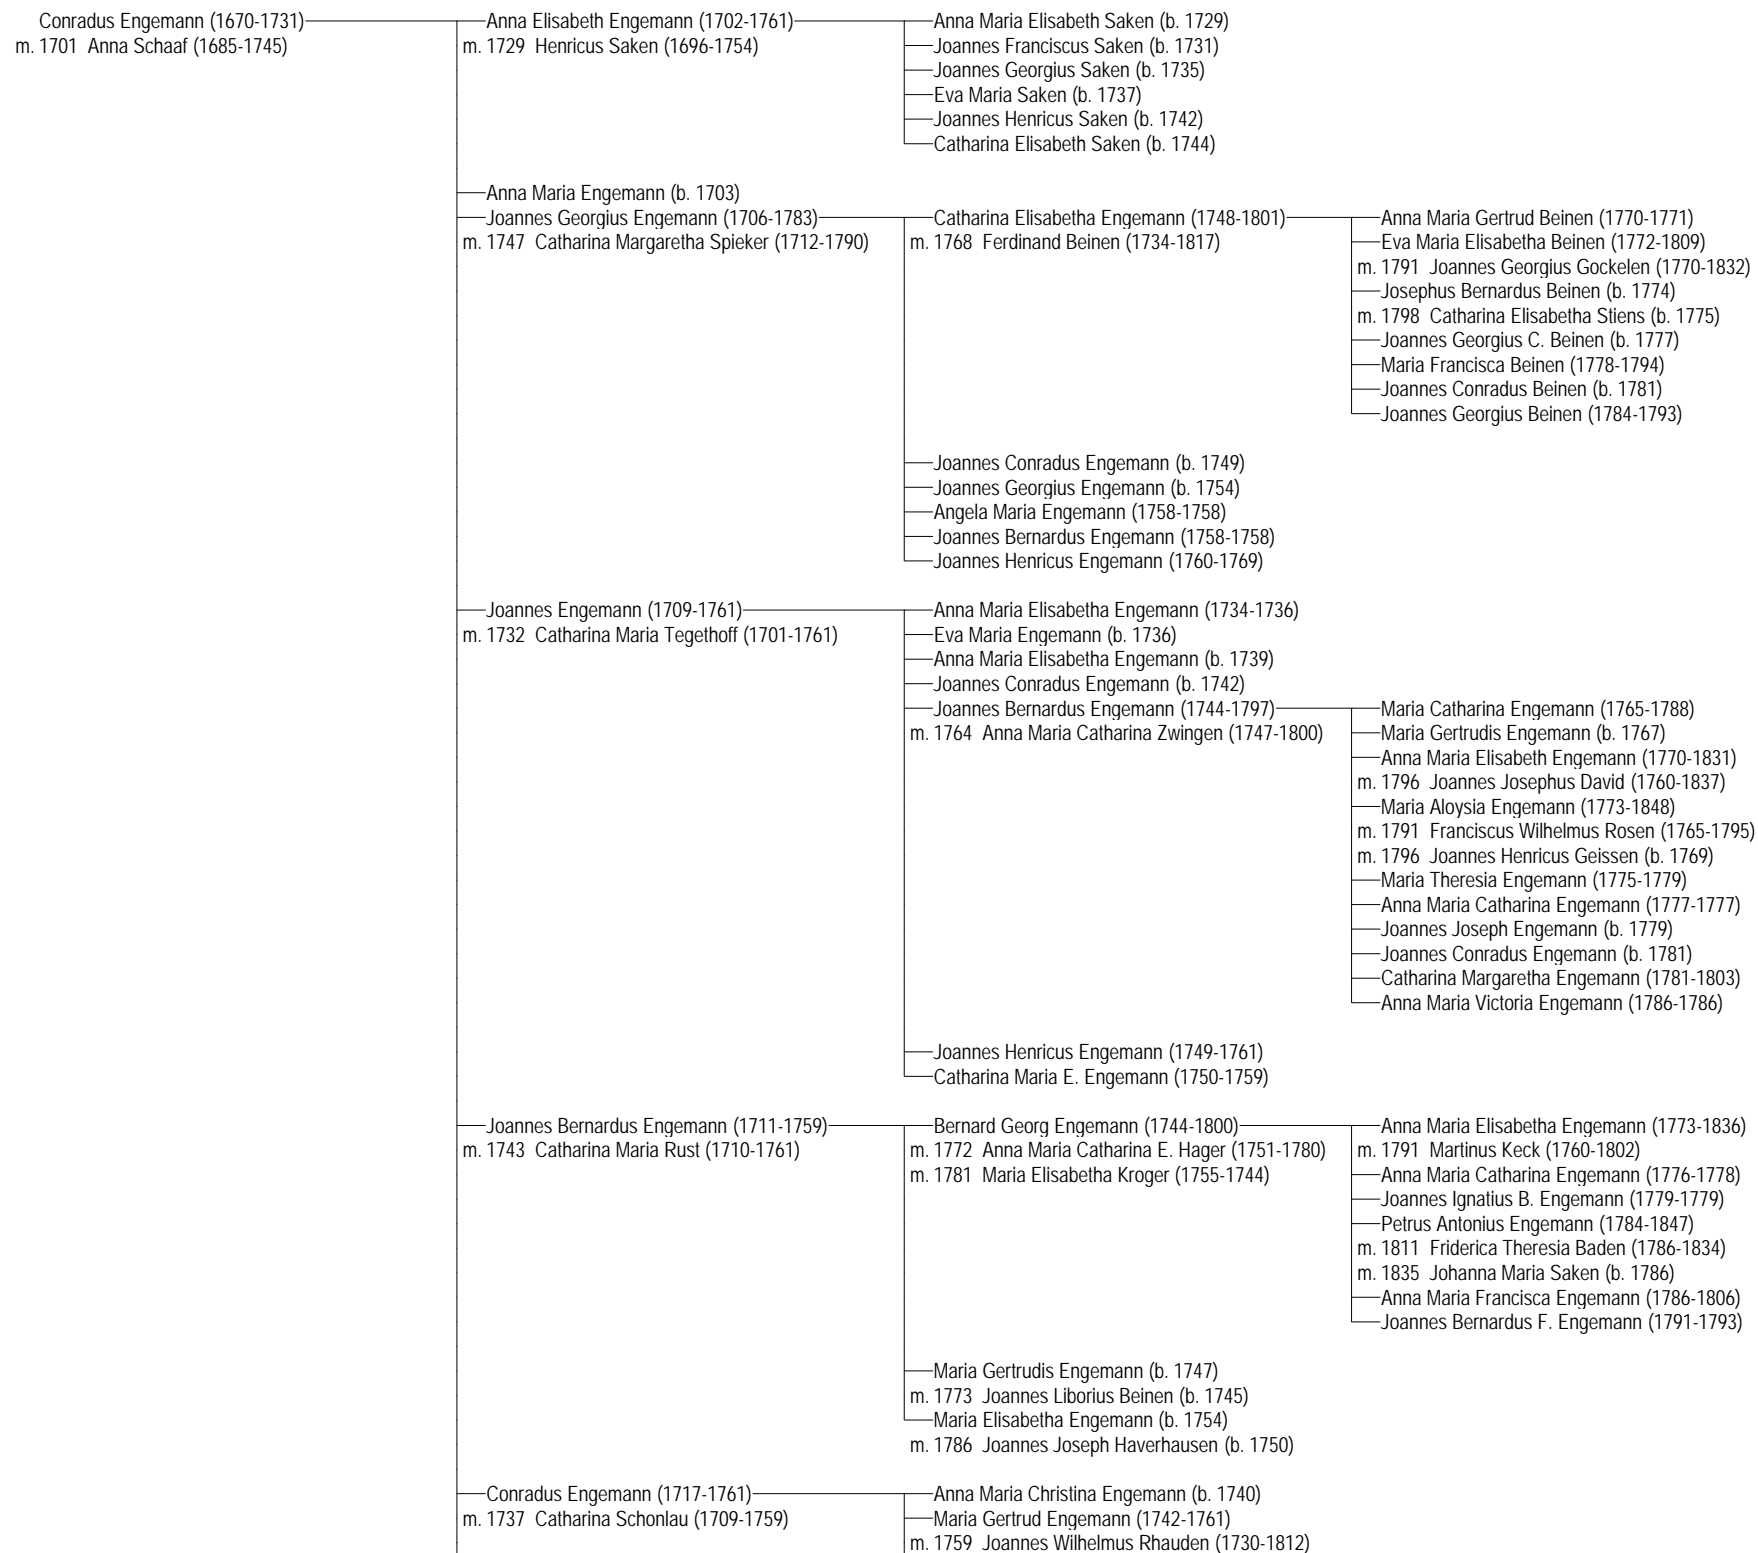 Conradus Engemann (1670-1731)
m. 1701 Anna Schaaf (1685-1745)
Anna Elisabeth Engemann (1702-1761)
m. 1729 Henricus Saken (1696-1754)
Anna Maria Elisabeth Saken (b. 1729)
Joannes Franciscus Saken (b. 1731)
Joannes Georgius Saken (b. 1735)
Eva Maria Saken (b. 1737)
Joannes Henricus Saken (b. 1742)
Catharina Elisabeth Saken (b. 1744)
Anna Maria Engemann (b. 1703)
Joannes Georgius Engemann (1706-1783)
m. 1747 Catharina Margaretha Spieker (1712-1790)
Catharina Elisabetha Engemann (1748-1801)
m. 1768 Ferdinand Beinen (1734-1817)
Anna Maria Gertrud Beinen (1770-1771)
Eva Maria Elisabetha Beinen (1772-1809)
m. 1791 Joannes Georgius Gockelen (1770-1832)
Josephus Bernardus Beinen (b. 1774)
m. 1798 Catharina Elisabetha Stiens (b. 1775)
Joannes Georgius C. Beinen (b. 1777)
Maria Francisca Beinen (1778-1794)
Joannes Conradus Beinen (b. 1781)
Joannes Georgius Beinen (1784-1793)
Joannes Conradus Engemann (b. 1749)
Joannes Georgius Engemann (b. 1754)
Angela Maria Engemann (1758-1758)
Joannes Bernardus Engemann (1758-1758)
Joannes Henricus Engemann (1760-1769)
Joannes Engemann (1709-1761)
m. 1732 Catharina Maria Tegethoff (1701-1761)
Anna Maria Elisabetha Engemann (1734-1736)
Eva Maria Engemann (b. 1736)
Anna Maria Elisabetha Engemann (b. 1739)
Joannes Conradus Engemann (b. 1742)
Joannes Bernardus Engemann (1744-1797)
m. 1764 Anna Maria Catharina Zwingen (1747-1800)
Maria Catharina Engemann (1765-1788)
Maria Gertrudis Engemann (b. 1767)
Anna Maria Elisabeth Engemann (1770-1831)
m. 1796 Joannes Josephus David (1760-1837)
Maria Aloysia Engemann (1773-1848)
m. 1791 Franciscus Wilhelmus Rosen (1765-1795)
m. 1796 Joannes Henricus Geissen (b. 1769)
Maria Theresia Engemann (1775-1779)
Anna Maria Catharina Engemann (1777-1777)
Joannes Joseph Engemann (b. 1779)
Joannes Conradus Engemann (b. 1781)
Catharina Margaretha Engemann (1781-1803)
Anna Maria Victoria Engemann (1786-1786)
Joannes Henricus Engemann (1749-1761)
Catharina Maria E. Engemann (1750-1759)
Joannes Bernardus Engemann (1711-1759)
m. 1743 Catharina Maria Rust (1710-1761)
Bernard Georg Engemann (1744-1800)
m. 1772 Anna Maria Catharina E. Hager (1751-1780)
m. 1781 Maria Elisabetha Kroger (1755-1744)
Anna Maria Elisabetha Engemann (1773-1836)
m. 1791 Martinus Keck (1760-1802)
Anna Maria Catharina Engemann (1776-1778)
Joannes Ignatius B. Engemann (1779-1779)
Petrus Antonius Engemann (1784-1847)
m. 1811 Friderica Theresia Baden (1786-1834)
m. 1835 Johanna Maria Saken (b. 1786)
Anna Maria Francisca Engemann (1786-1806)
Joannes Bernardus F. Engemann (1791-1793)
Maria Gertrudis Engemann (b. 1747)
m. 1773 Joannes Liborius Beinen (b. 1745)
Maria Elisabetha Engemann (b. 1754)
m. 1786 Joannes Joseph Haverhausen (b. 1750)
Conradus Engemann (1717-1761)
m. 1737 Catharina Schonlau (1709-1759)
Anna Maria Christina Engemann (b. 1740)
Maria Gertrud Engemann (1742-1761)
m. 1759 Joannes Wilhelmus Rhauden (1730-1812)